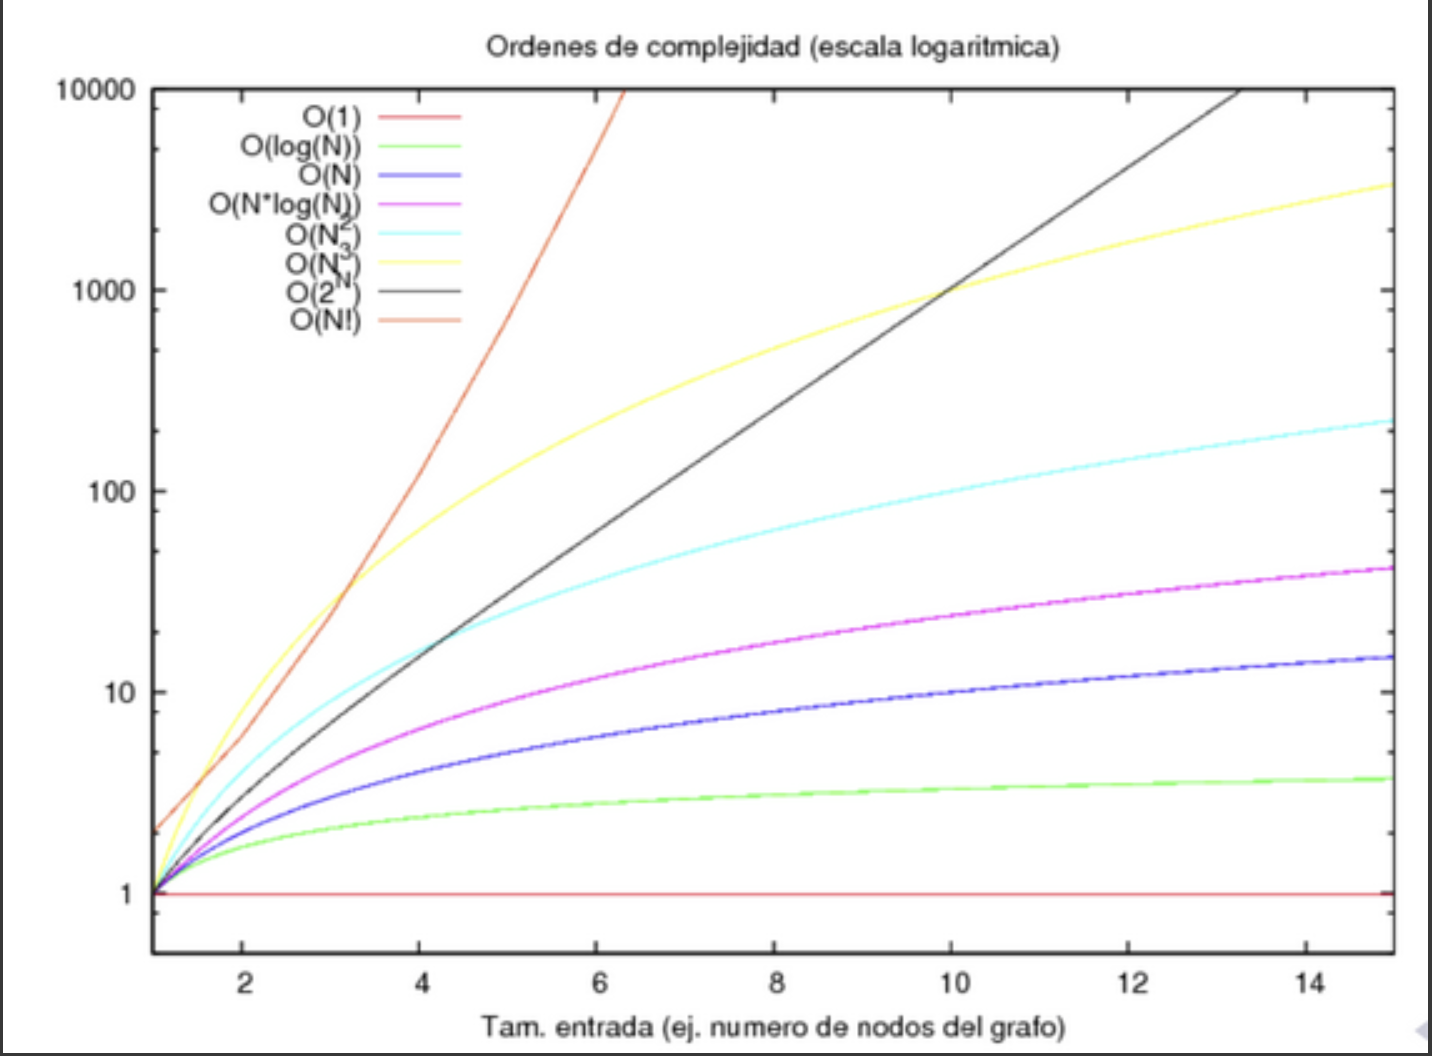 Ordenes de complejidad (escala logaritmica)
10000
1000
100
10
1
O(1)
O(log(N))
O(N)
O(N*log(N))
O(N²)
O(N³)
O(2^N)
O(N!)
2 4 6 8 10 12 14
Tam. entrada (ej. numero de nodos del grafo)